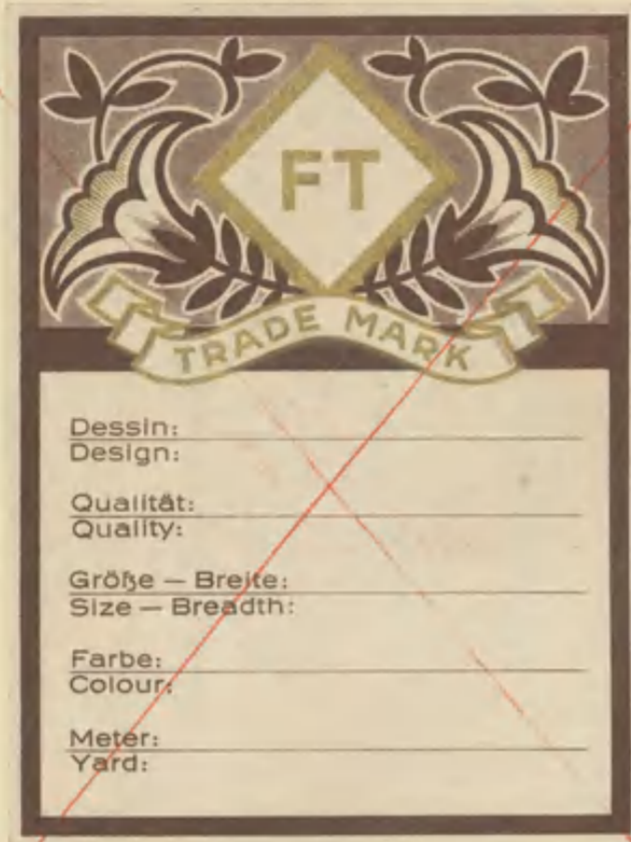 FT
TRADE MARK
Dessin:
Design:
Qualität:
Quality:
Größe — Breite:
Size — Breadth:
Farbe:
Colour:
Meter:
Yard: